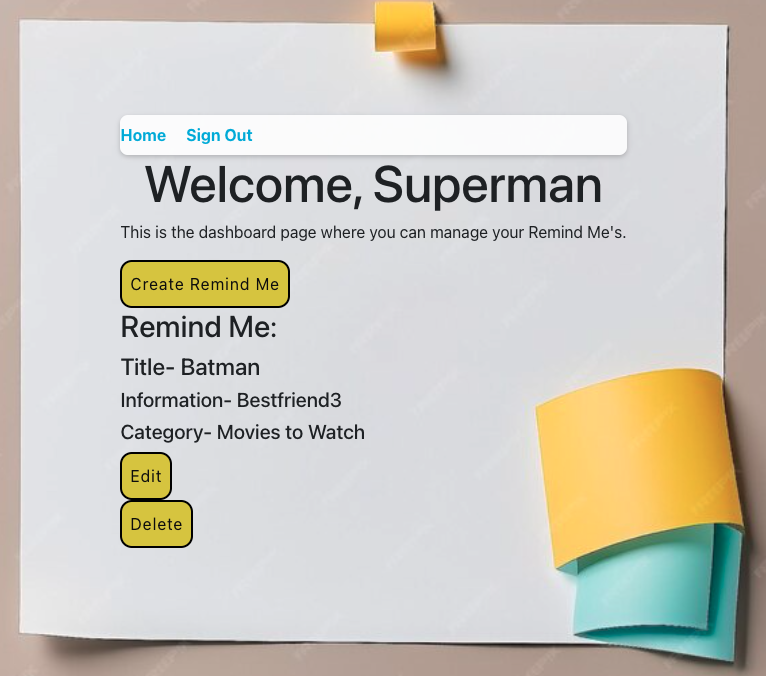 Home Sign Out
Welcome, Superman
This is the dashboard page where you can manage your Remind Me's.
Create Remind Me
Remind Me:
Title- Batman
Information- Bestfriend3
Category- Movies to Watch
Edit
Delete